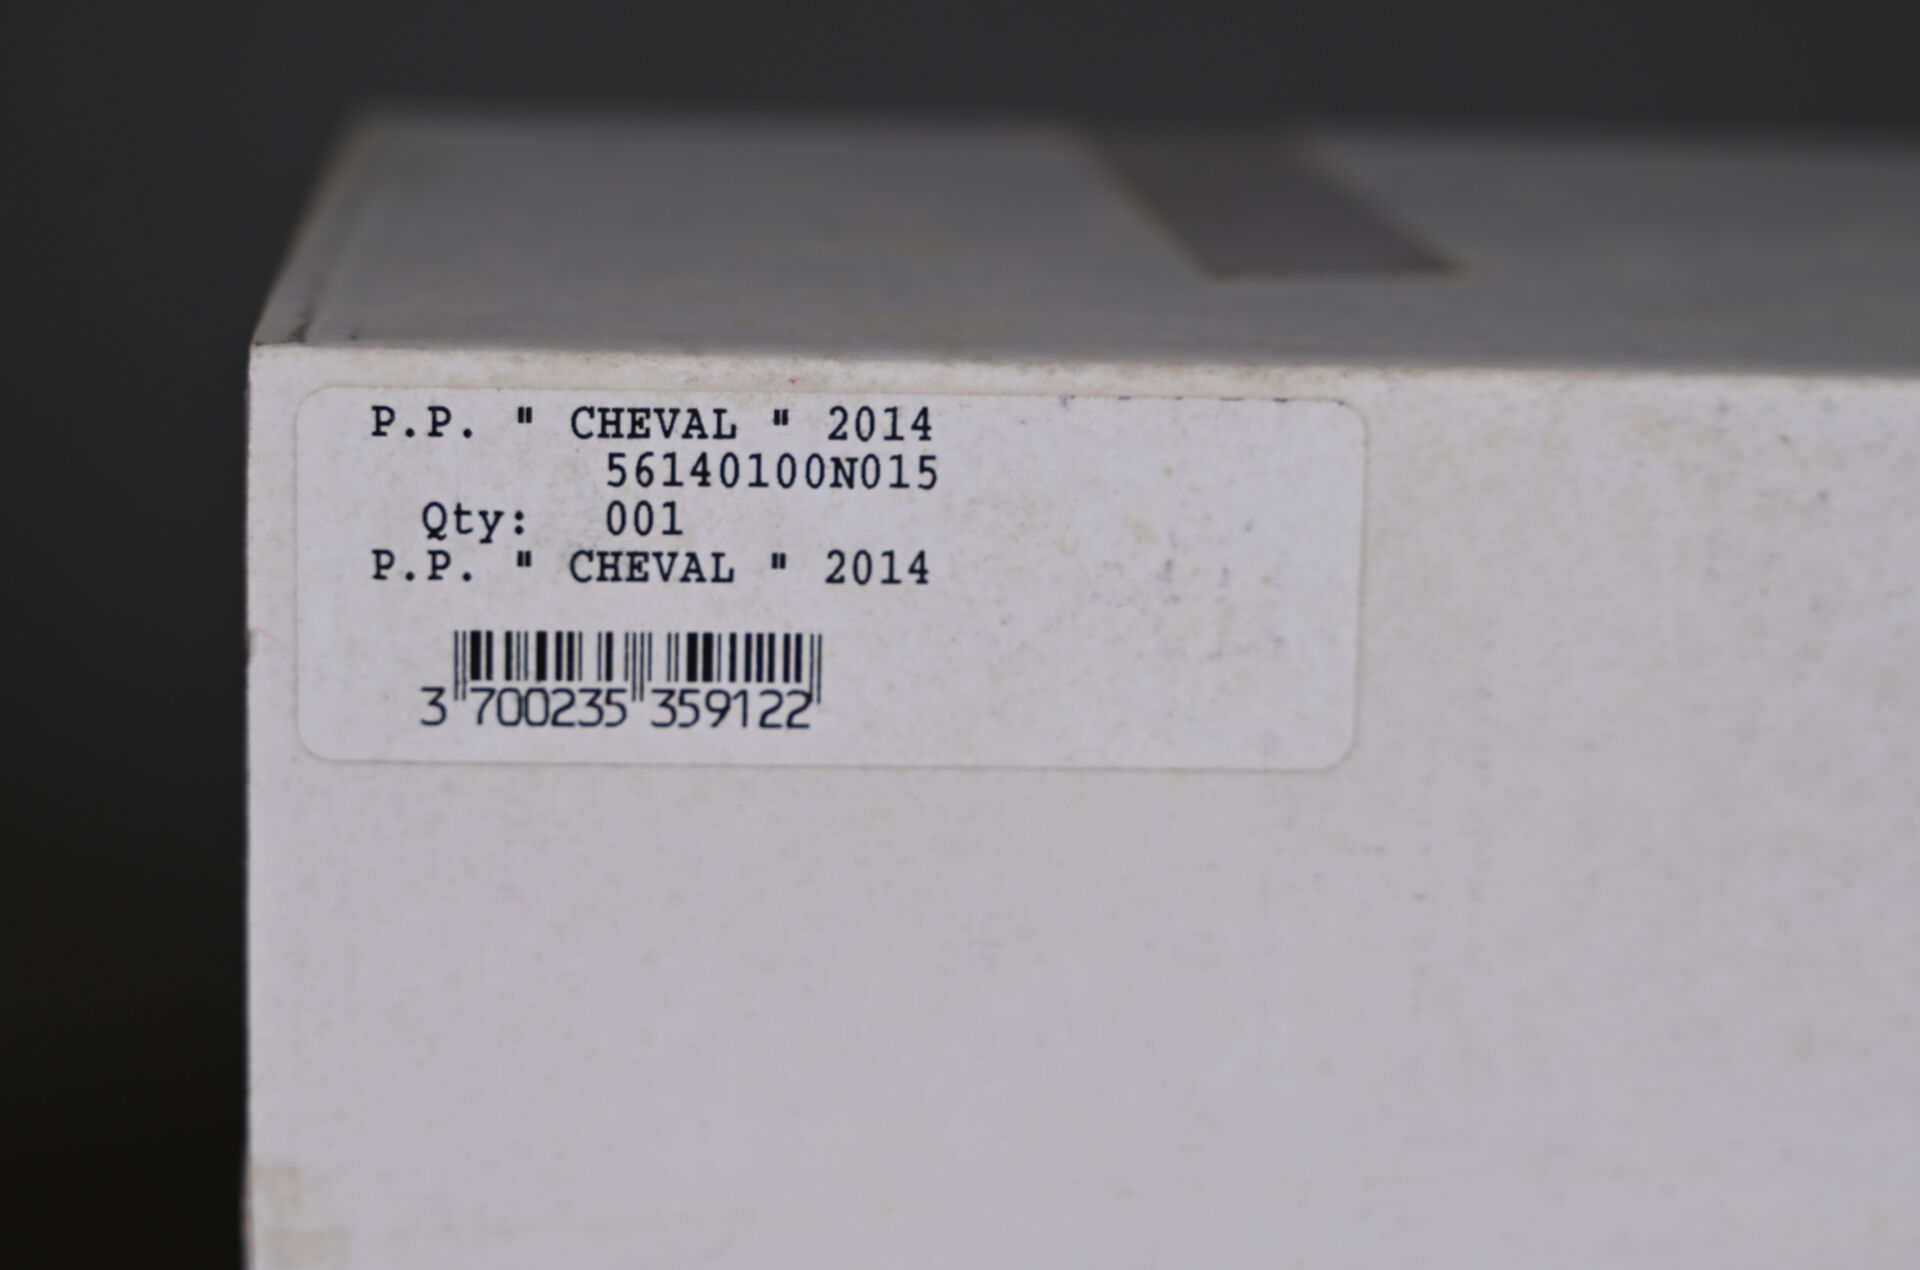 P.P. " CHEVAL " 2014
56140100N015
Qty: 001
P.P. " CHEVAL " 2014
3 700235 359122